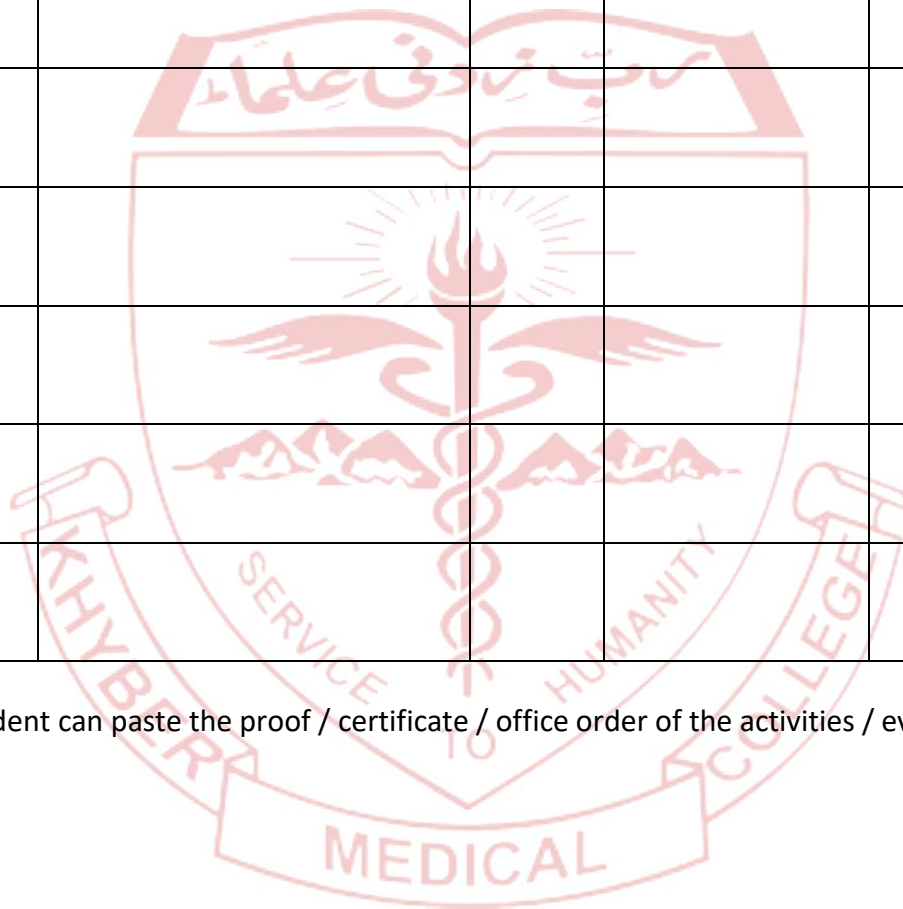 ربّ زدنی علماء
SERVICE
TO
HUMANITY
dent can paste the proof / certificate / office order of the activities / ev
KHYBER
MEDICAL
COLLEGE